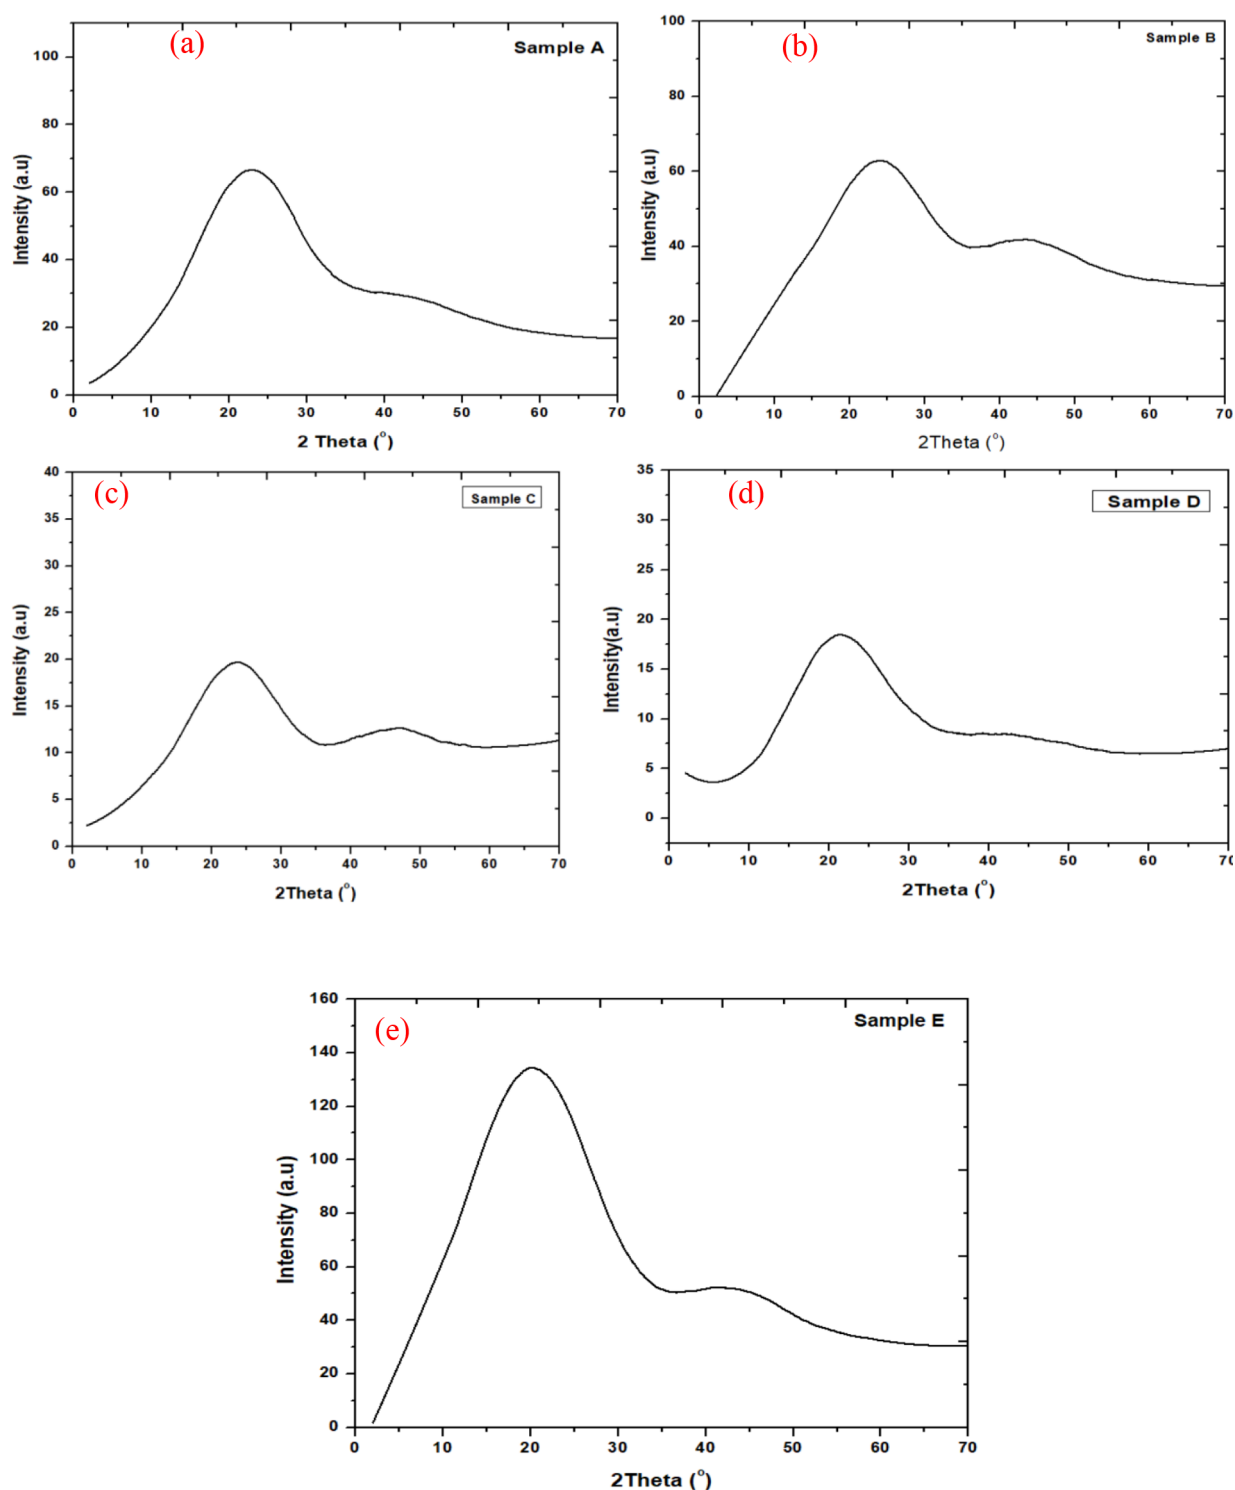 (a)
Sample A
100
80
60
40
20
0
Intensity (a.u)
0 10 20 30 40 50 60 70
2 Theta (°)
(b)
Sample B
100
80
60
40
20
0
Intensity (a.u)
0 10 20 30 40 50 60 70
2Theta (°)
(c)
Sample C
40
35
30
25
20
15
10
5
0
Intensity (a.u)
0 10 20 30 40 50 60 70
2Theta (°)
(d)
Sample D
35
30
25
20
15
10
5
0
Intensity(a.u)
0 10 20 30 40 50 60 70
2Theta (°)
(e)
Sample E
160
140
120
100
80
60
40
20
0
Intensity (a.u)
0 10 20 30 40 50 60 70
2Theta (°)